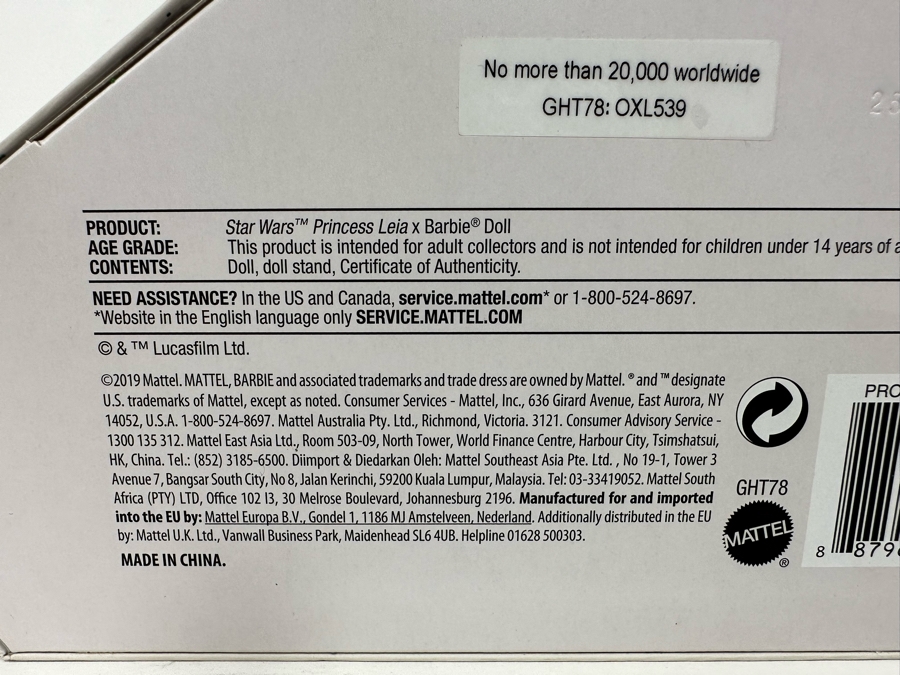 No more than 20,000 worldwide
GHT78: OXL539
25
PRODUCT: Star Wars™ Princess Leia x Barbie® Doll
AGE GRADE: This product is intended for adult collectors and is not intended for children under 14 years of a
CONTENTS: Doll, doll stand, Certificate of Authenticity.
NEED ASSISTANCE? In the US and Canada, service.mattel.com* or 1-800-524-8697.
*Website in the English language only SERVICE.MATTEL.COM
© & ™ Lucasfilm Ltd.
©2019 Mattel. MATTEL, BARBIE and associated trademarks and trade dress are owned by Mattel. ® and ™ designate
U.S. trademarks of Mattel, except as noted. Consumer Services - Mattel, Inc., 636 Girard Avenue, East Aurora, NY
14052, U.S.A. 1-800-524-8697. Mattel Australia Pty. Ltd., Richmond, Victoria. 3121. Consumer Advisory Service -
1300 135 312. Mattel East Asia Ltd., Room 503-09, North Tower, World Finance Centre, Harbour City, Tsimshatsui,
HK, China. Tel.: (852) 3185-6500. Diimport & Diedarkan Oleh: Mattel Southeast Asia Pte. Ltd. , No 19-1, Tower 3
Avenue 7, Bangsar South City, No 8, Jalan Kerinchi, 59200 Kuala Lumpur, Malaysia. Tel: 03-33419052. Mattel South
Africa (PTY) LTD, Office 102 I3, 30 Melrose Boulevard, Johannesburg 2196. Manufactured for and imported
into the EU by: Mattel Europa B.V., Gondel 1, 1186 MJ Amstelveen, Nederland. Additionally distributed in the EU
by: Mattel U.K. Ltd., Vanwall Business Park, Maidenhead SL6 4UB. Helpline 01628 500303.
MADE IN CHINA.
GHT78
MATTEL
®
PRO
8 8796